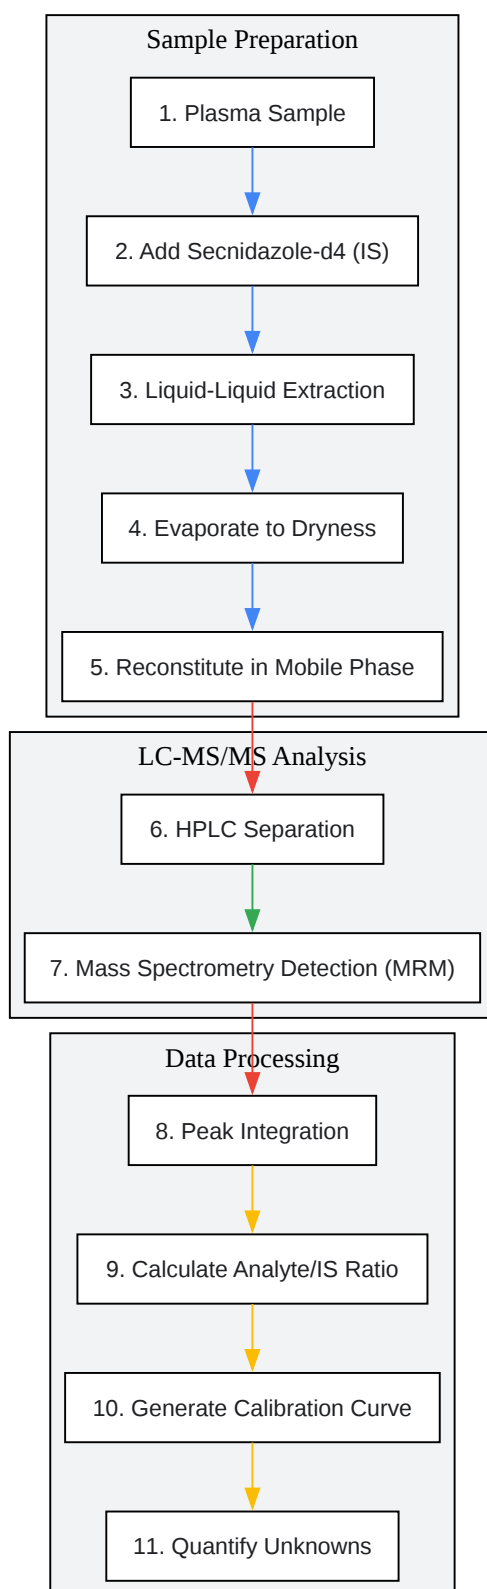 Sample Preparation
1. Plasma Sample
2. Add Secnidazole-d4 (IS)
3. Liquid-Liquid Extraction
4. Evaporate to Dryness
5. Reconstitute in Mobile Phase
LC-MS/MS Analysis
6. HPLC Separation
7. Mass Spectrometry Detection (MRM)
Data Processing
8. Peak Integration
9. Calculate Analyte/IS Ratio
10. Generate Calibration Curve
11. Quantify Unknowns